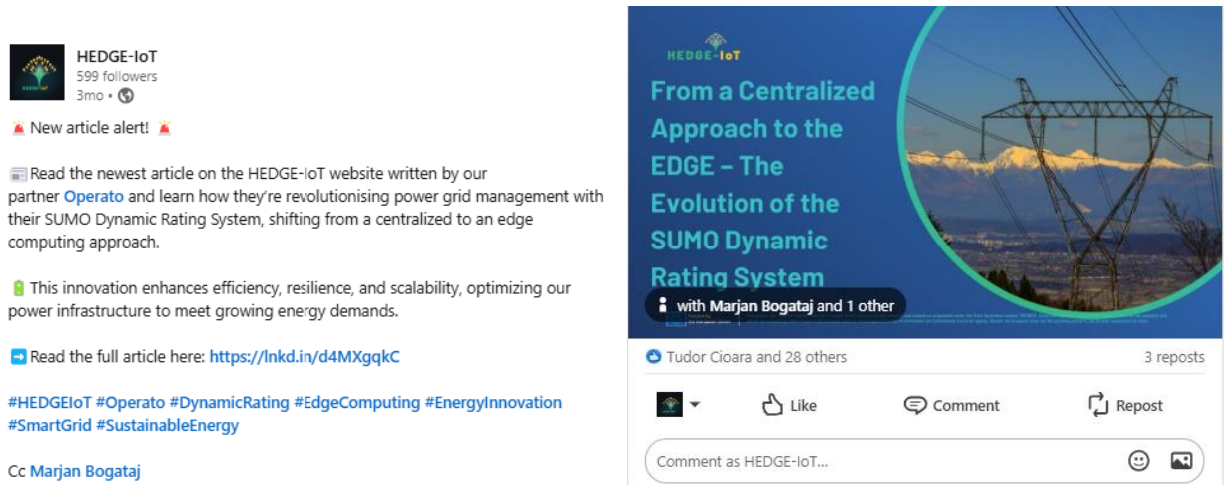 HEDGE-IoT
599 followers
3mo •
🚨 New article alert! 🚨
📰Read the newest article on the HEDGE-IoT website written by our
partner Operato and learn how they're revolutionising power grid management with
their SUMO Dynamic Rating System, shifting from a centralized to an edge
computing approach.
🔋This innovation enhances efficiency, resilience, and scalability, optimizing our
power infrastructure to meet growing energy demands.
➡️Read the full article here: https://lnkd.in/d4MXgqkC
#HEDGEIoT #Operato #DynamicRating #EdgeComputing #EnergyInnovation
#SmartGrid #SustainableEnergy
Cc Marjan Bogataj
HEDGE-IoT
From a Centralized
Approach to the
EDGE – The
Evolution of the
SUMO Dynamic
Rating System
with Marjan Bogataj and 1 other
Tudor Cioara and 28 others
3 reposts
Like
Comment
Repost
Comment as HEDGE-IoT...